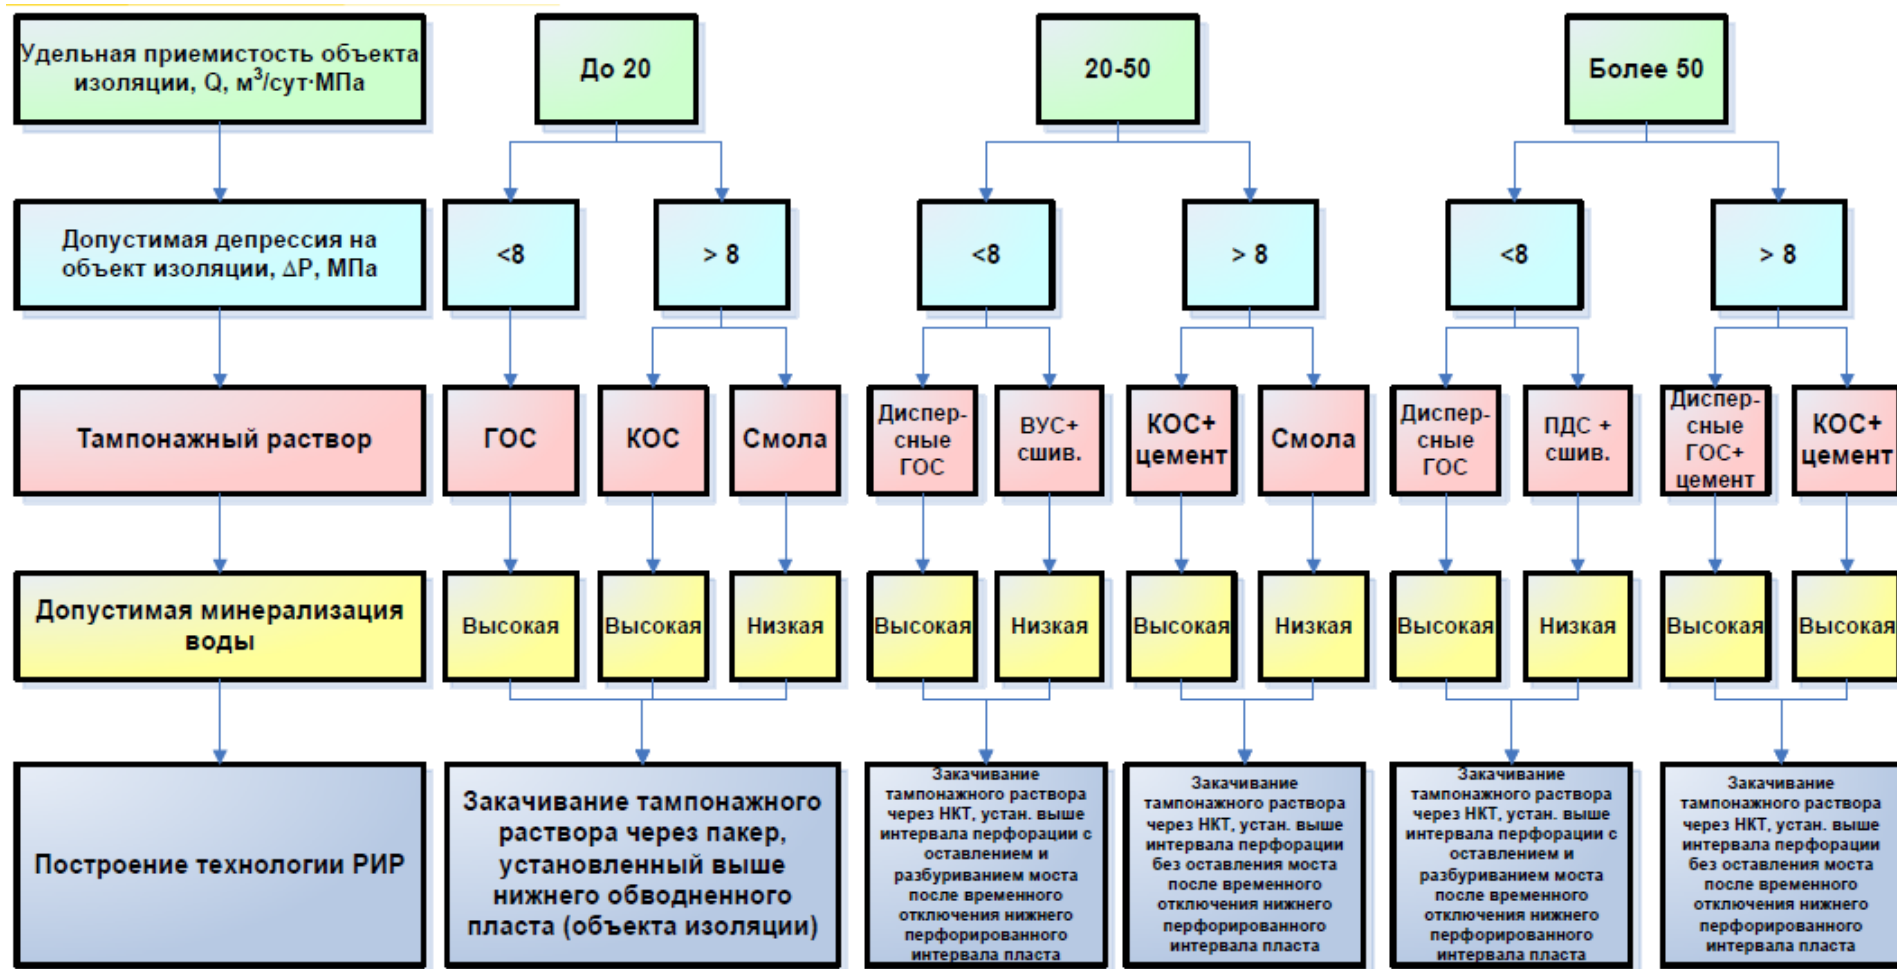 Удельная приемистость объекта
изоляции, Q, м³/сут·МПа
До 20
20-50
Более 50
Допустимая депрессия на
объект изоляции, ΔP, МПа
<8
> 8
<8
> 8
<8
> 8
Тампонажный раствор
ГОС
КОС
Смола
Диспер-
сные
ГОС
ВУС+
сшив.
КОС+
цемент
Смола
Диспер-
сные
ГОС
ПДС +
сшив.
Диспер-
сные
ГОС+
цемент
КОС+
цемент
Допустимая минерализация
воды
Высокая
Высокая
Низкая
Высокая
Низкая
Высокая
Низкая
Высокая
Низкая
Высокая
Высокая
Построение технологии РИР
Закачивание тампонажного
раствора через пакер,
установленный выше
нижнего обводненного
пласта (объекта изоляции)
Закачивание
тампонажного раствора
через НКТ, устан. выше
интервала перфорации с
оставлением и
разбуриванием моста
после временного
отключения нижнего
перфорированного
интервала пласта
Закачивание
тампонажного раствора
через НКТ, устан. выше
интервала перфорации
без оставления моста
после временного
отключения нижнего
перфорированного
интервала пласта
Закачивание
тампонажного раствора
через НКТ, устан. выше
интервала перфорации с
оставлением и
разбуриванием моста
после временного
отключения нижнего
перфорированного
интервала пласта
Закачивание
тампонажного раствора
через НКТ, устан. выше
интервала перфорации
без оставления моста
после временного
отключения нижнего
перфорированного
интервала пласта